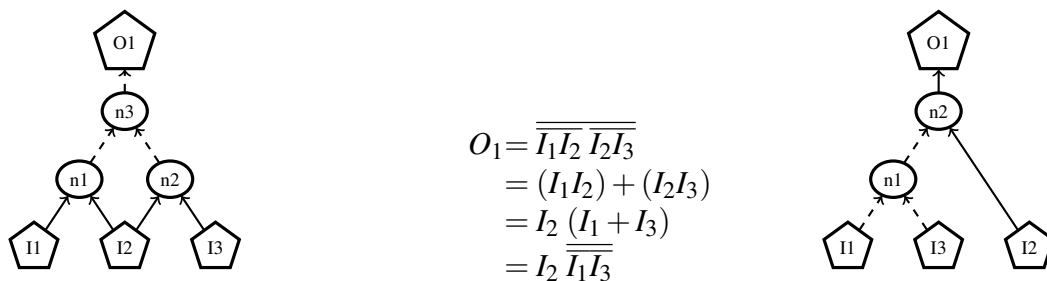 O1
n3
n1 n2
I1 I2 I3
$O_1 = \overline{\overline{I_1 I_2}\ \overline{I_2 I_3}}$
$= (I_1 I_2) + (I_2 I_3)$
$= I_2\ (I_1 + I_3)$
$= I_2\ \overline{\overline{I_1}\overline{I_3}}$
O1
n2
n1
I1 I3 I2